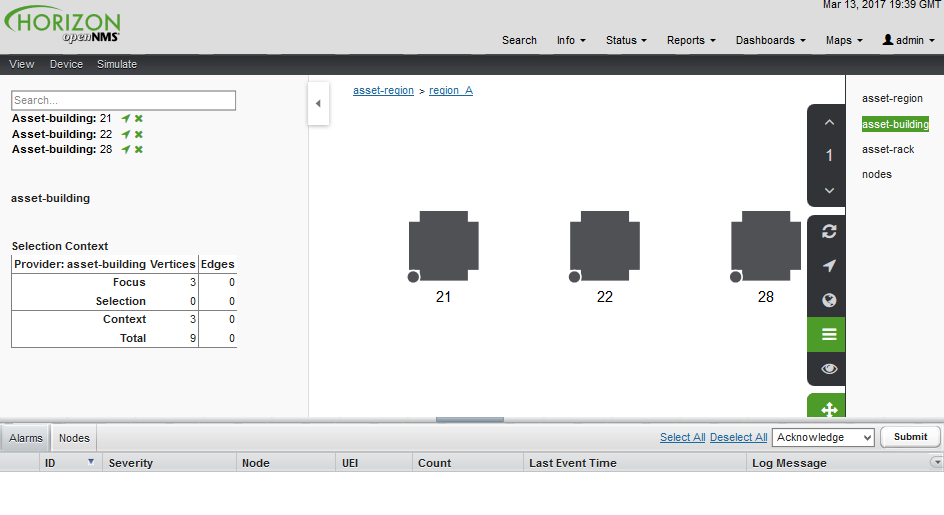 Mar 13, 2017 19:39 GMT
HORIZON
openNMS
Search Info Status Reports Dashboards Maps admin
View Device Simulate
Search...
Asset-building: 21
Asset-building: 22
Asset-building: 28
asset-building
Selection Context
Provider: asset-building Vertices Edges
Focus 3 0
Selection 0 0
Context 3 0
Total 9 0
asset-region > region_A
21 22 28
1
asset-region
asset-building
asset-rack
nodes
Alarms Nodes Select All Deselect All Acknowledge Submit
ID Severity Node UEI Count Last Event Time Log Message